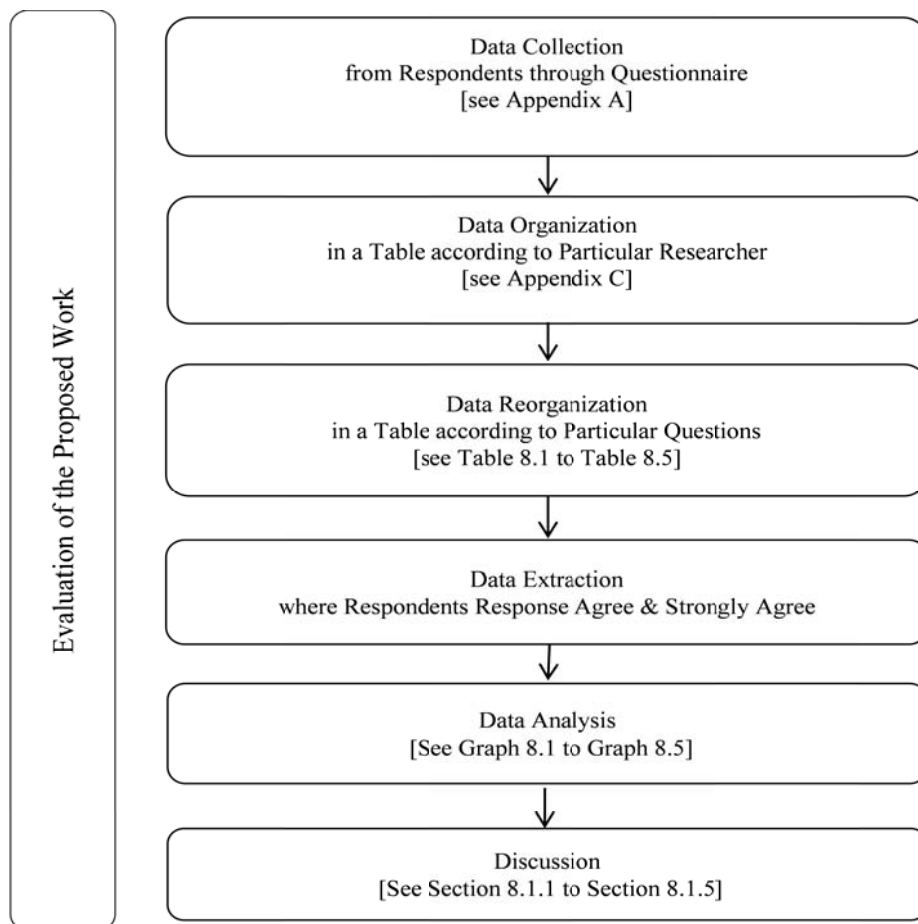 Evaluation of the Proposed Work
Data Collection
from Respondents through Questionnaire
[see Appendix A]
Data Organization
in a Table according to Particular Researcher
[see Appendix C]
Data Reorganization
in a Table according to Particular Questions
[see Table 8.1 to Table 8.5]
Data Extraction
where Respondents Response Agree & Strongly Agree
Data Analysis
[See Graph 8.1 to Graph 8.5]
Discussion
[See Section 8.1.1 to Section 8.1.5]